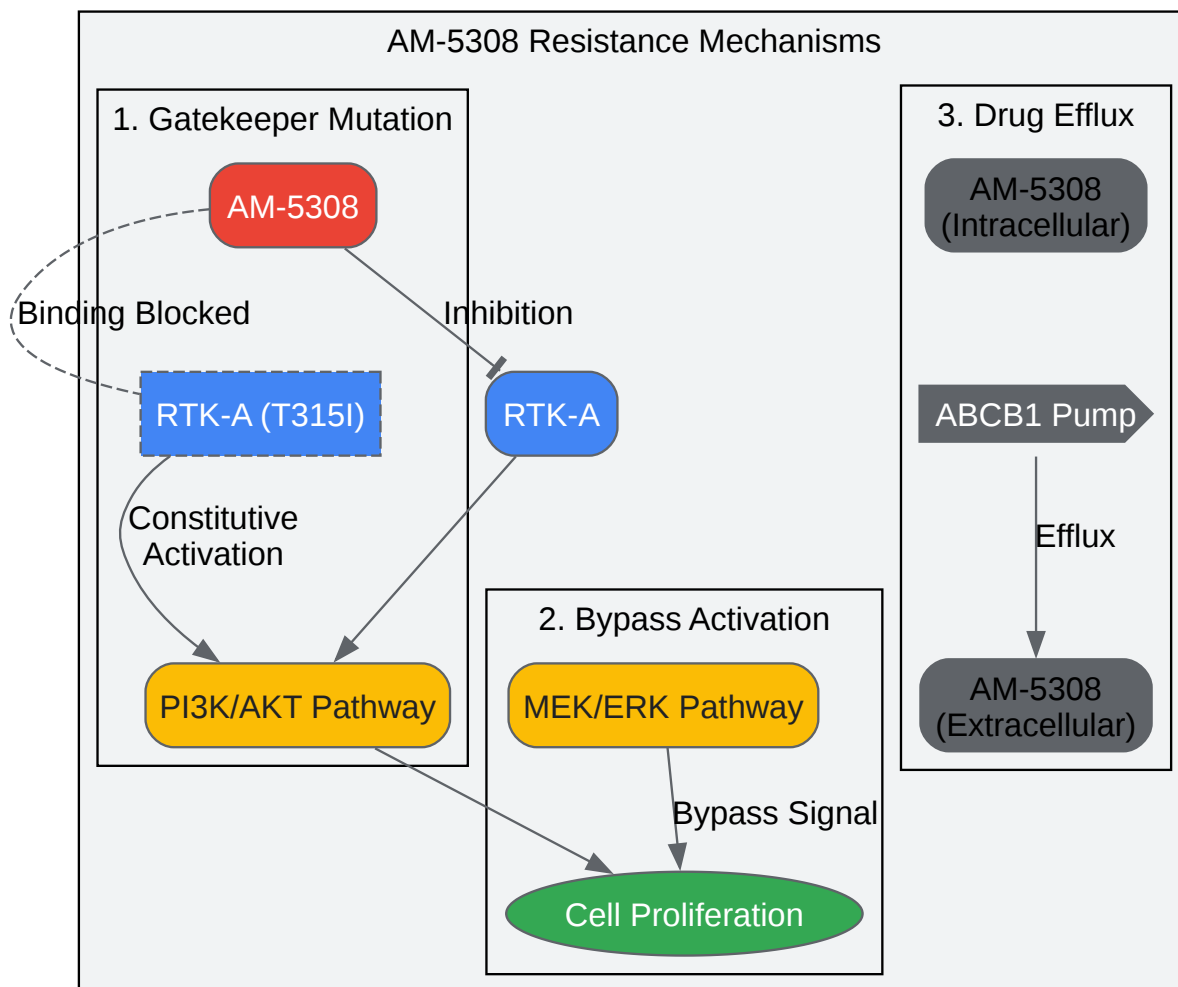 AM-5308 Resistance Mechanisms
1. Gatekeeper Mutation
AM-5308
Binding Blocked
Inhibition
RTK-A (T315I)
RTK-A
Constitutive
Activation
PI3K/AKT Pathway
2. Bypass Activation
MEK/ERK Pathway
Bypass Signal
Cell Proliferation
3. Drug Efflux
AM-5308
(Intracellular)
ABCB1 Pump
Efflux
AM-5308
(Extracellular)